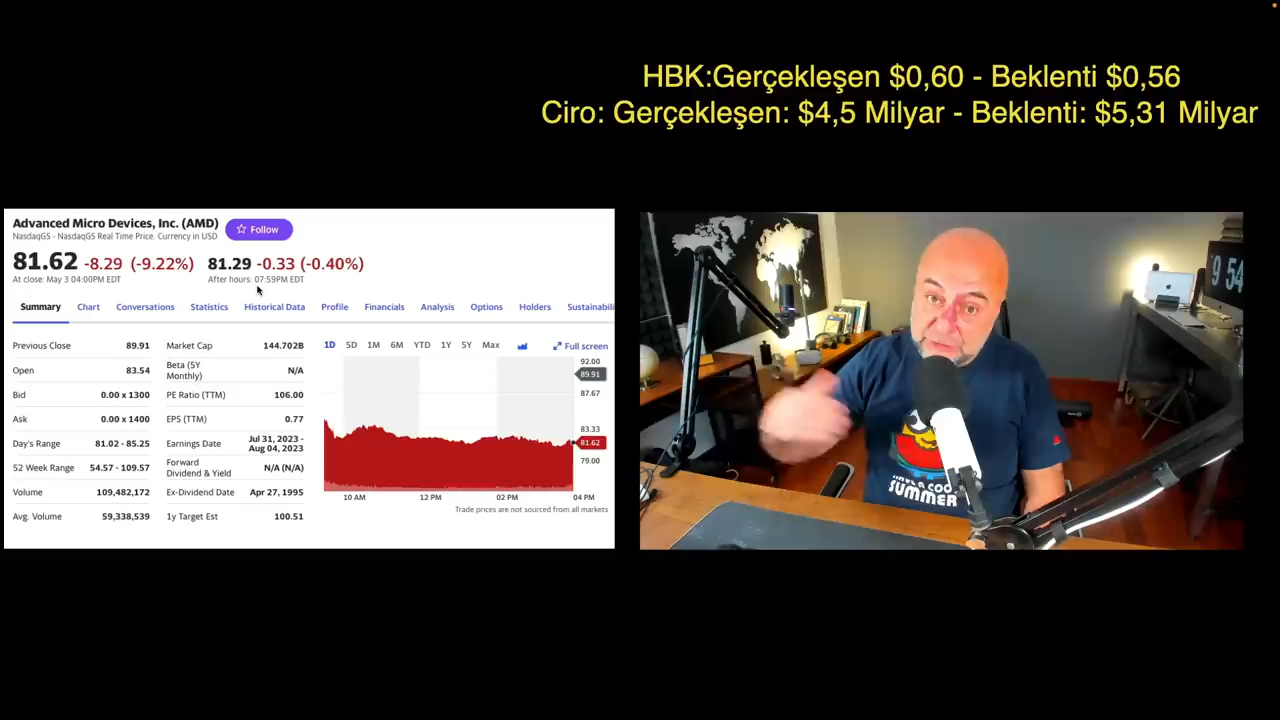 HBK:Gerçekleşen $0,60 - Beklenti $0,56
Ciro: Gerçekleşen: $4,5 Milyar - Beklenti: $5,31 Milyar
Advanced Micro Devices, Inc. (AMD)
Follow
NasdaqGS - NasdaqGS Real Time Price. Currency in USD
81.62 -8.29 (-9.22%) 81.29 -0.33 (-0.40%)
At close: May 3 04:00PM EDT After hours: 07:59PM EDT
Summary Chart Conversations Statistics Historical Data Profile Financials Analysis Options Holders Sustainabili
Previous Close 89.91
Open 83.54
Bid 0.00 x 1300
Ask 0.00 x 1400
Day's Range 81.02 - 85.25
52 Week Range 54.57 - 109.57
Volume 109,482,172
Avg. Volume 59,338,539
Market Cap 144.702B
Beta (5Y Monthly) N/A
PE Ratio (TTM) 106.00
EPS (TTM) 0.77
Earnings Date Jul 31, 2023 - Aug 04, 2023
Forward Dividend & Yield N/A (N/A)
Ex-Dividend Date Apr 27, 1995
1y Target Est 100.51
1D 5D 1M 6M YTD 1Y 5Y Max Full screen
92.00
89.91
87.67
83.33
81.62
79.00
10 AM 12 PM 02 PM 04 PM
Trade prices are not sourced from all markets
9 54
COOL
SUMMER